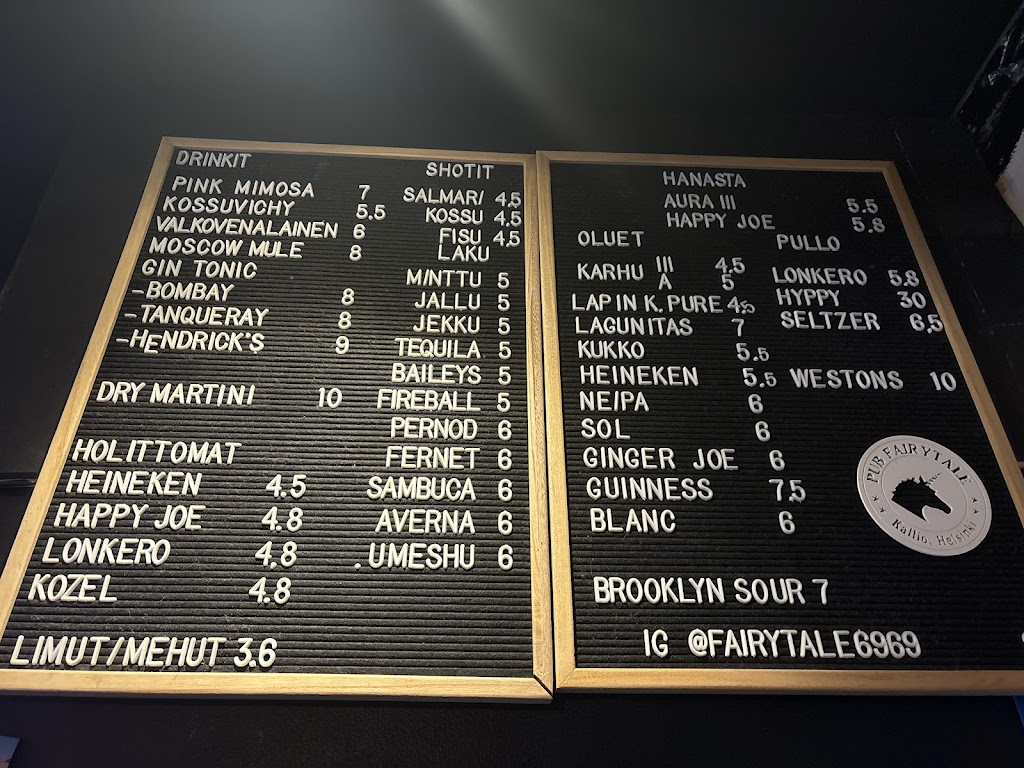 DRINKIT
PINK MIMOSA 7
KOSSUVICHY 5.5
VALKOVENALAINEN 6
MOSCOW MULE 8
GIN TONIC
-BOMBAY 8
-TANQUERAY 8
-HENDRICK'S 9
DRY MARTINI 10
HOLITTOMAT
HEINEKEN 4.5
HAPPY JOE 4.8
LONKERO 4.8
KOZEL 4.8
LIMUT/MEHUT 3.6
SHOTIT
SALMARI 4.5
KOSSU 4.5
FISU 4.5
LAKU
MINTTU 5
JALLU 5
JEKKU 5
TEQUILA 5
BAILEYS 5
FIREBALL 5
PERNOD 6
FERNET 6
SAMBUCA 6
AVERNA 6
.UMESHU 6
HANASTA
AURA III 5.5
HAPPY JOE 5.8
OLUET
KARHU III 4.5
A 5
LAPIN K. PURE 4.5
LAGUNITAS 7
KUKKO 5.5
HEINEKEN 5.5
NEIPA 6
SOL 6
GINGER JOE 6
GUINNESS 7.5
BLANC 6
PULLO
LONKERO 5.8
HYPPY 30
SELTZER 6,5
WESTONS 10
PUB FAIRYTALE
Kallio, Helsinki
BROOKLYN SOUR 7
IG @FAIRYTALE6969